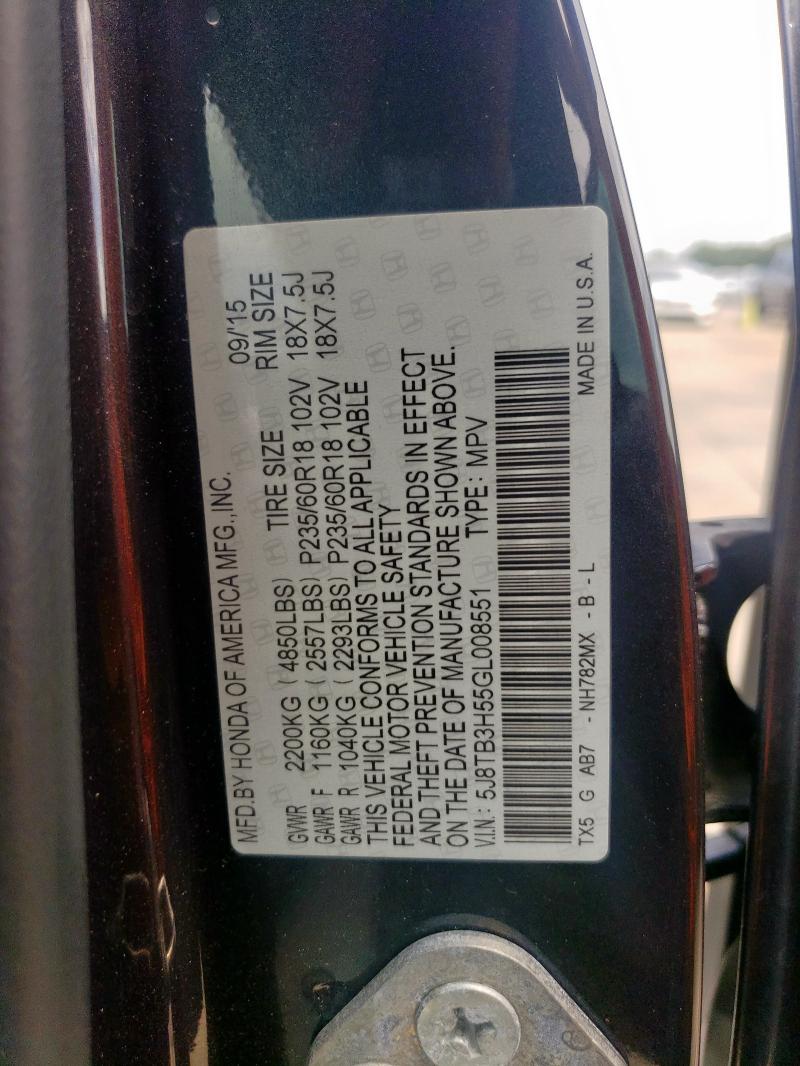 MFD.BY HONDA OF AMERICA MFG.,INC. 09/'15
TIRE SIZE RIM SIZE
GVWR 2200KG ( 4850LBS)
GAWR F 1160KG ( 2557LBS) P235/60R18 102V 18X7.5J
GAWR R 1040KG ( 2293LBS) P235/60R18 102V 18X7.5J
THIS VEHICLE CONFORMS TO ALL APPLICABLE
FEDERAL MOTOR VEHICLE SAFETY
AND THEFT PREVENTION STANDARDS IN EFFECT
ON THE DATE OF MANUFACTURE SHOWN ABOVE.
V.I.N.: 5J8TB3H55GL008551 TYPE: MPV
TX5 G AB7 - NH782MX - B - L MADE IN U.S.A.